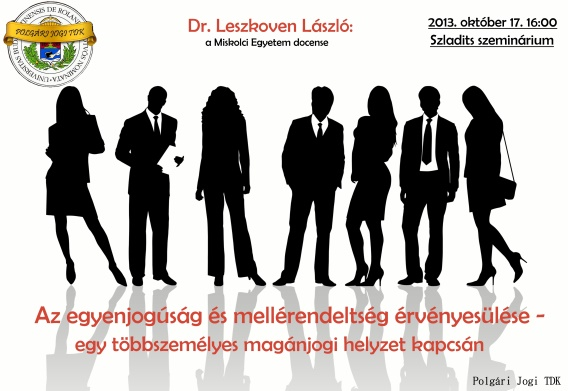 POLGÁRI JOGI TDK
Dr. Leszkoven László:
a Miskolci Egyetem docense
2013. október 17. 16:00
Szladits szeminárium
Az egyenjogúság és mellérendeltség érvényesülése -
egy többszemélyes magánjogi helyzet kapcsán
Polgári Jogi TDK